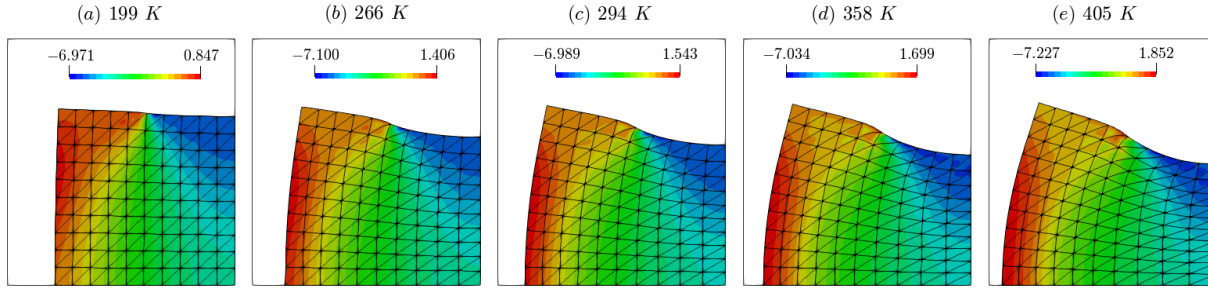 (a) 199 K
(b) 266 K
(c) 294 K
(d) 358 K
(e) 405 K
−6.971 0.847
−7.100 1.406
−6.989 1.543
−7.034 1.699
−7.227 1.852